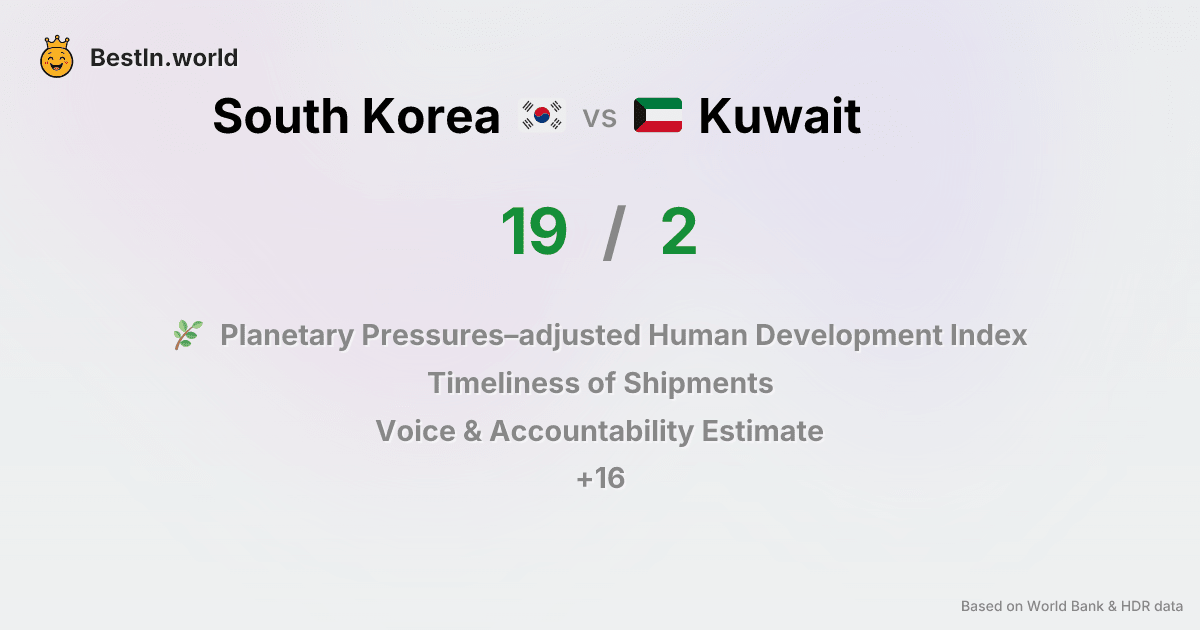 BestIn.world
South Korea vs Kuwait
19 / 2
Planetary Pressures–adjusted Human Development Index
Timeliness of Shipments
Voice & Accountability Estimate
+16
Based on World Bank & HDR data